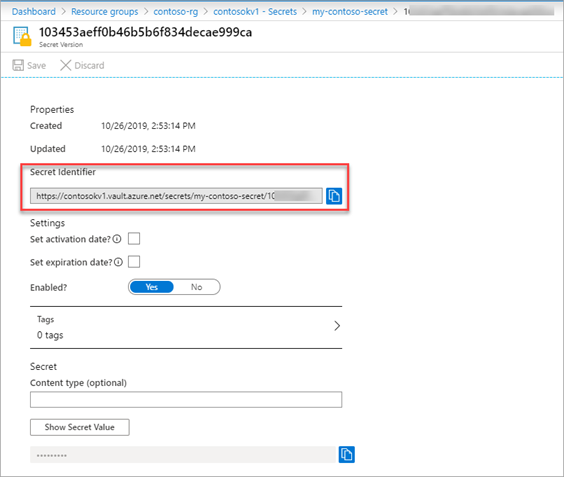 Dashboard > Resource groups > contoso-rg > contosokv1 - Secrets > my-contoso-secret > 1
103453aeff0b46b5b6f834decae999ca
Secret Version
Save Discard
Properties
Created 10/26/2019, 2:53:14 PM
Updated 10/26/2019, 2:53:14 PM
Secret Identifier
https://contosokv1.vault.azure.net/secrets/my-contoso-secret/10
Settings
Set activation date?
Set expiration date?
Enabled? Yes No
Tags
0 tags
Secret
Content type (optional)
Show Secret Value
•••••••••